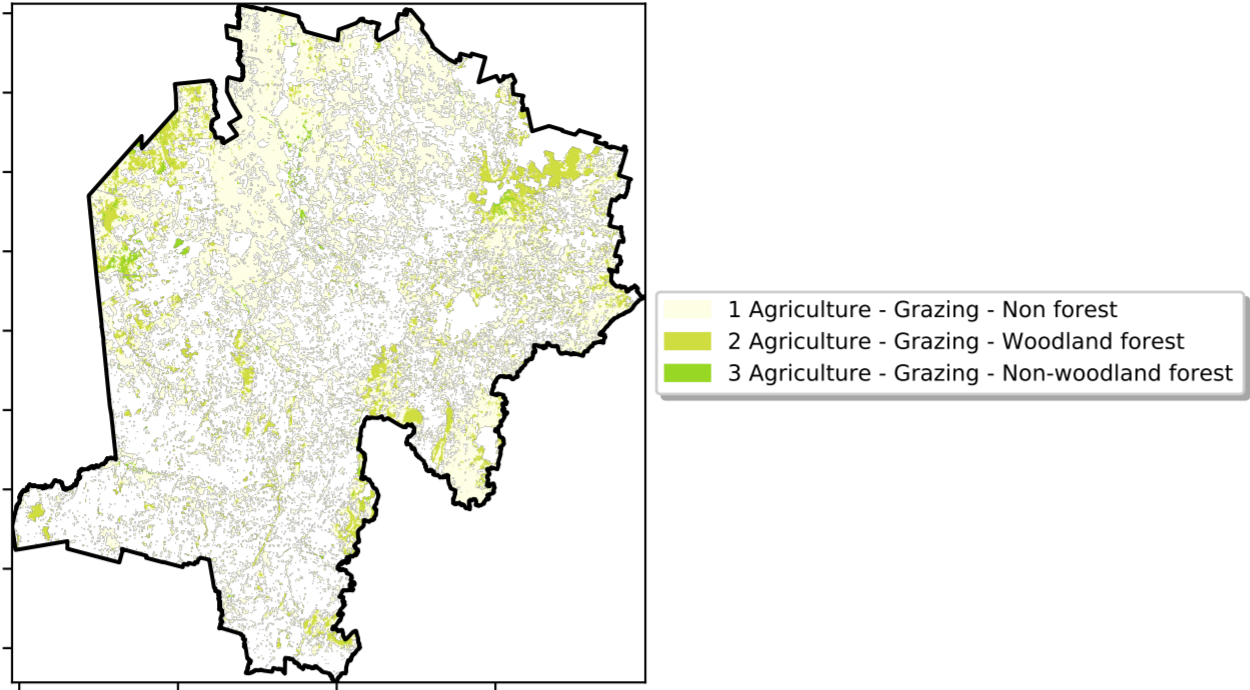 1 Agriculture - Grazing - Non forest
2 Agriculture - Grazing - Woodland forest
3 Agriculture - Grazing - Non-woodland forest